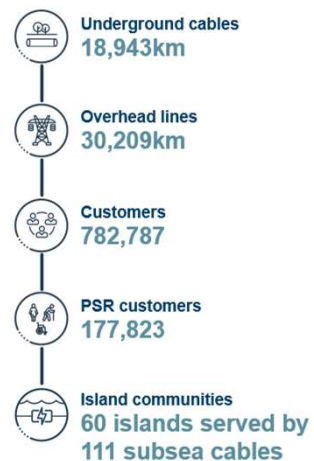 Underground cables
18,943km
Overhead lines
30,209km
Customers
782,787
PSR customers
177,823
Island communities
60 islands served by
111 subsea cables